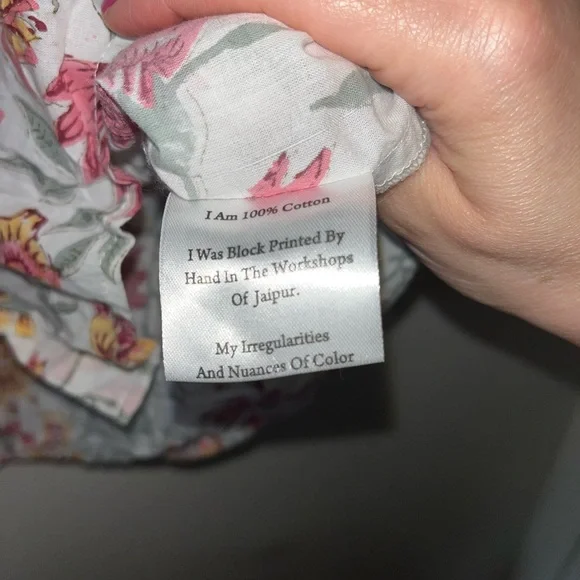 I Am 100% Cotton
I Was Block Printed By
Hand In The Workshops
Of Jaipur.
My Irregularities
And Nuances Of Color